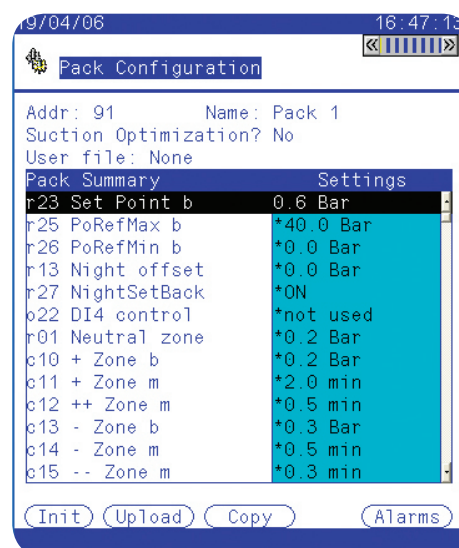 19/04/06 16:47:13
Pack Configuration
Addr: 91 Name: Pack 1
Suction Optimization? No
User file: None
Pack Summary Settings
r23 Set Point b 0.6 Bar
r25 PoRefMax b *40.0 Bar
r26 PoRefMin b *0.0 Bar
r13 Night offset *0.0 Bar
r27 NightSetBack *ON
o22 DI4 control *not used
r01 Neutral zone *0.2 Bar
c10 + Zone b *0.2 Bar
c11 + Zone m *2.0 min
c12 ++ Zone m *0.5 min
c13 - Zone b *0.3 Bar
c14 - Zone m *0.5 min
c15 -- Zone m *0.3 min
Init Upload Copy Alarms